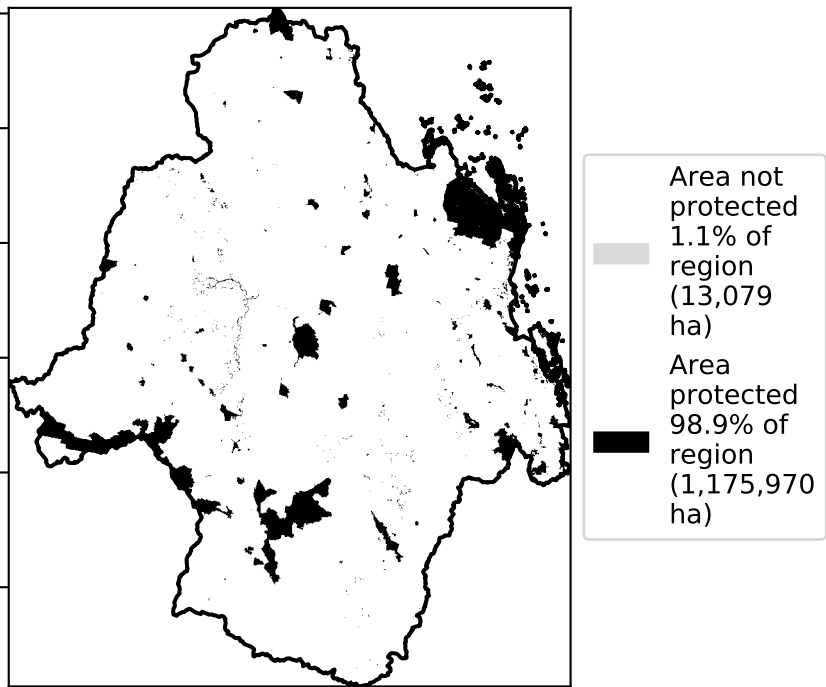 Area not
protected
1.1% of
region
(13,079
ha)
Area
protected
98.9% of
region
(1,175,970
ha)